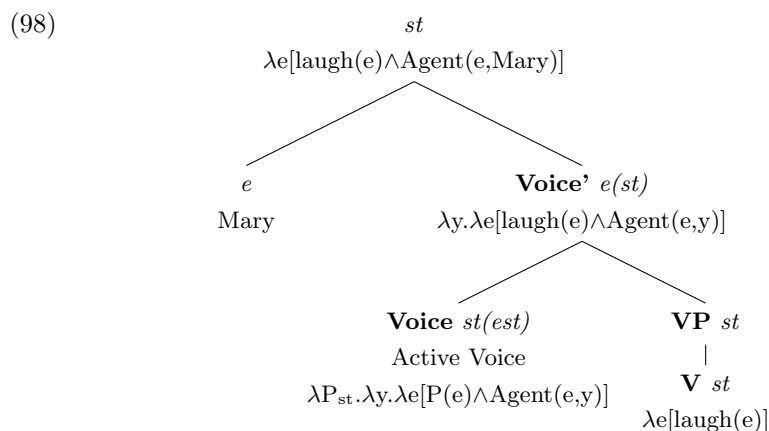 (98)
st
λe[laugh(e)∧Agent(e,Mary)]
e
Voice’ e(st)
Mary
λy.λe[laugh(e)∧Agent(e,y)]
Voice st(est)
VP st
Active Voice
V st
λPst.λy.λe[P(e)∧Agent(e,y)]
λe[laugh(e)]